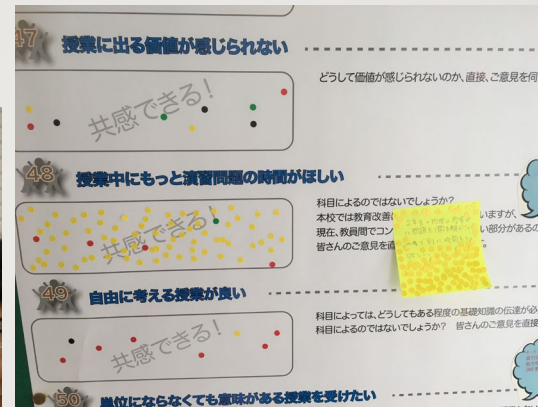 47 授業に出る価値が感じられない
共感できる!
どうして価値が感じられないのか、直接、ご意見を伺
48 授業中にもっと演習問題の時間がほしい
共感できる!
科目によるのではないでしょうか?
本校では教育改善 いますが、
現在、教員間でコン い部分があるの
皆さんのご意見を直 。
49 自由に考える授業が良い
共感できる!
科目によっては、どうしてもある程度の基礎知識の伝達が必
科目によるのではないでしょうか? 皆さんのご意見を直接
50 単位にならなくても意味がある授業を受けたい